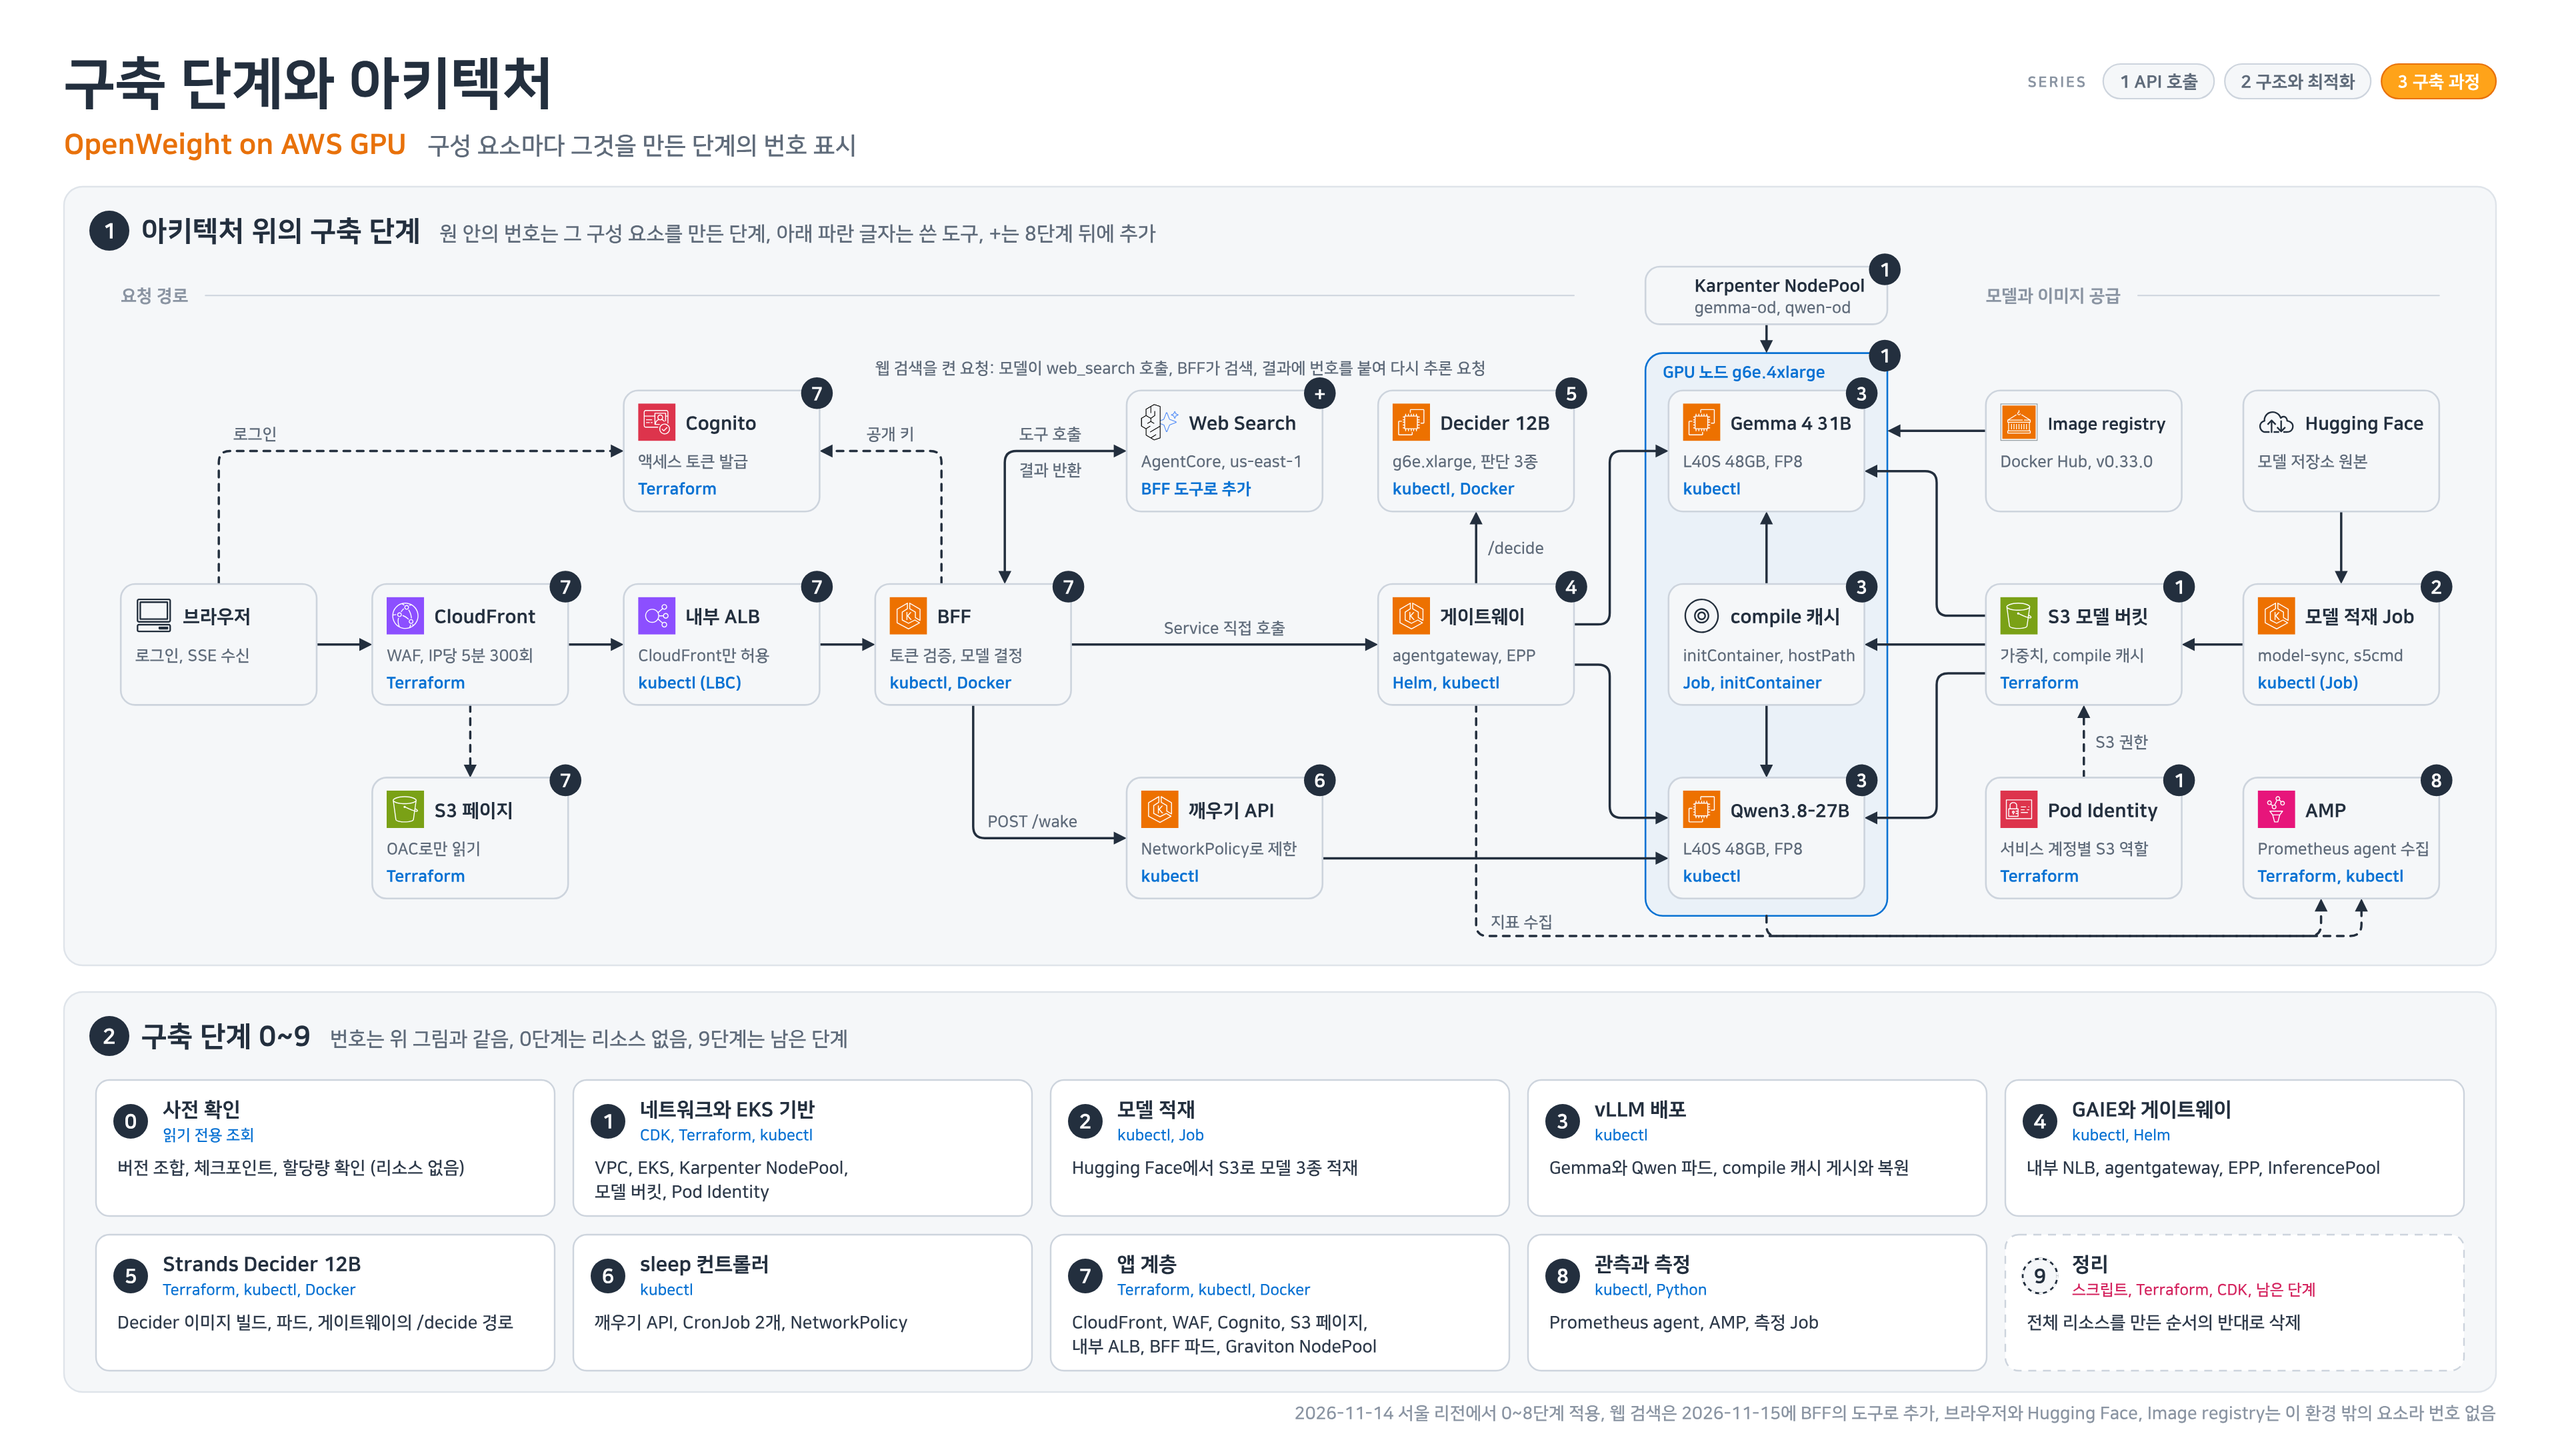 구축 단계와 아키텍처
SERIES
1 API 호출
2 구조와 최적화
3 구축 과정
OpenWeight on AWS GPU
구성 요소마다 그것을 만든 단계의 번호 표시
1
아키텍처 위의 구축 단계
원 안의 번호는 그 구성 요소를 만든 단계, 아래 파란 글자는 쓴 도구, +는 8단계 뒤에 추가
요청 경로
Karpenter NodePool
gemma-od, qwen-od
1
모델과 이미지 공급
웹 검색을 켠 요청: 모델이 web_search 호출, BFF가 검색, 결과에 번호를 붙여 다시 추론 요청
GPU 노드 g6e.4xlarge
1
로그인
Cognito
액세스 토큰 발급
Terraform
7
공개 키
도구 호출
결과 반환
Web Search
AgentCore, us-east-1
BFF 도구로 추가
+
Decider 12B
g6e.xlarge, 판단 3종
kubectl, Docker
5
Gemma 4 31B
L40S 48GB, FP8
kubectl
3
Image registry
Docker Hub, v0.33.0
Hugging Face
모델 저장소 원본
/decide
브라우저
로그인, SSE 수신
CloudFront
WAF, IP당 5분 300회
Terraform
7
내부 ALB
CloudFront만 허용
kubectl (LBC)
7
BFF
토큰 검증, 모델 결정
kubectl, Docker
7
Service 직접 호출
게이트웨이
agentgateway, EPP
Helm, kubectl
4
compile 캐시
initContainer, hostPath
Job, initContainer
3
S3 모델 버킷
가중치, compile 캐시
Terraform
1
모델 적재 Job
model-sync, s5cmd
kubectl (Job)
2
S3 권한
S3 페이지
OAC로만 읽기
Terraform
7
POST /wake
깨우기 API
NetworkPolicy로 제한
kubectl
6
Qwen3.8-27B
L40S 48GB, FP8
kubectl
3
Pod Identity
서비스 계정별 S3 역할
Terraform
1
AMP
Prometheus agent 수집
Terraform, kubectl
8
지표 수집
2
구축 단계 0~9
번호는 위 그림과 같음, 0단계는 리소스 없음, 9단계는 남은 단계
0
사전 확인
읽기 전용 조회
버전 조합, 체크포인트, 할당량 확인 (리소스 없음)
1
네트워크와 EKS 기반
CDK, Terraform, kubectl
VPC, EKS, Karpenter NodePool,
모델 버킷, Pod Identity
2
모델 적재
kubectl, Job
Hugging Face에서 S3로 모델 3종 적재
3
vLLM 배포
kubectl
Gemma와 Qwen 파드, compile 캐시 게시와 복원
4
GAIE와 게이트웨이
kubectl, Helm
내부 NLB, agentgateway, EPP, InferencePool
5
Strands Decider 12B
Terraform, kubectl, Docker
Decider 이미지 빌드, 파드, 게이트웨이의 /decide 경로
6
sleep 컨트롤러
kubectl
깨우기 API, CronJob 2개, NetworkPolicy
7
앱 계층
Terraform, kubectl, Docker
CloudFront, WAF, Cognito, S3 페이지,
내부 ALB, BFF 파드, Graviton NodePool
8
관측과 측정
kubectl, Python
Prometheus agent, AMP, 측정 Job
9
정리
스크립트, Terraform, CDK, 남은 단계
전체 리소스를 만든 순서의 반대로 삭제
2026-11-14 서울 리전에서 0~8단계 적용, 웹 검색은 2026-11-15에 BFF의 도구로 추가, 브라우저와 Hugging Face, Image registry는 이 환경 밖의 요소라 번호 없음